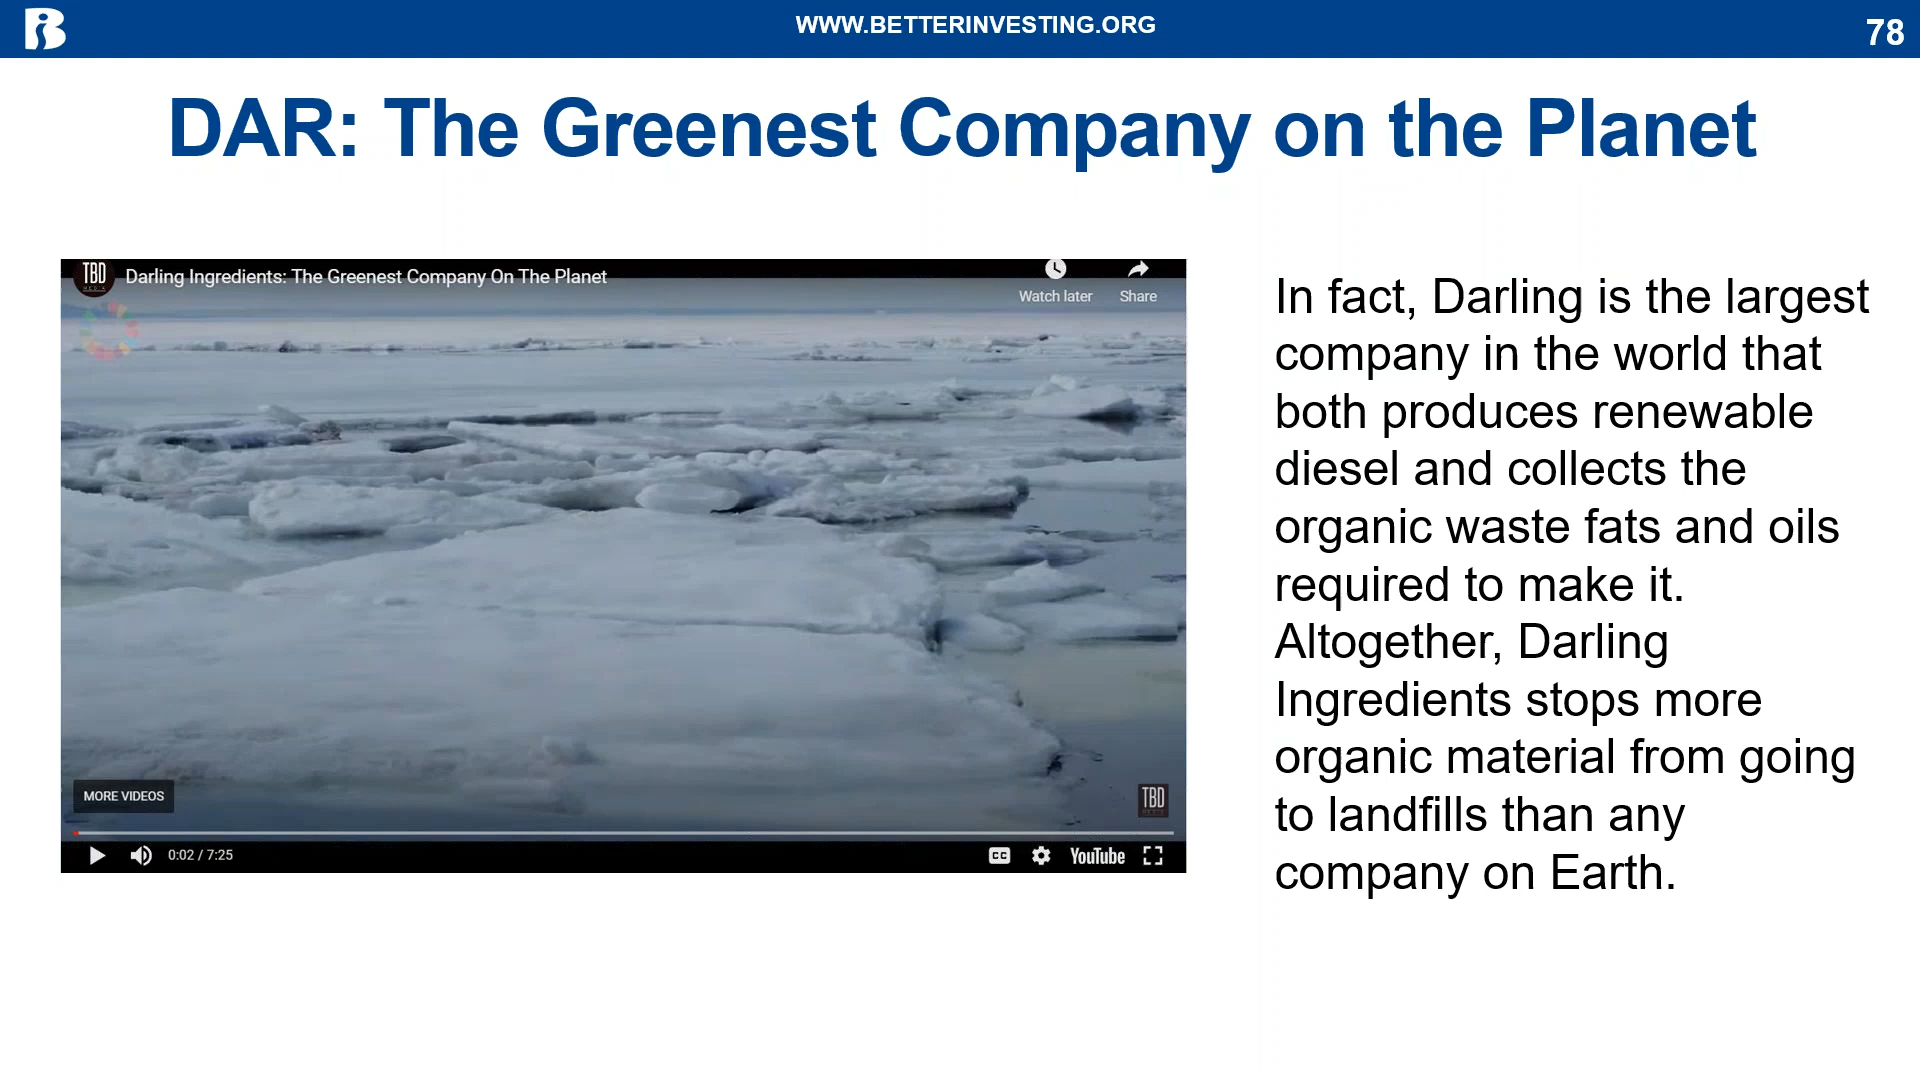 WWW.BETTERINVESTING.ORG
78
DAR: The Greenest Company on the Planet
TBD
Darling Ingredients: The Greenest Company On The Planet
Watch later
Share
MORE VIDEOS
TBD
0:02 / 7:25
CC
YouTube
In fact, Darling is the largest
company in the world that
both produces renewable
diesel and collects the
organic waste fats and oils
required to make it.
Altogether, Darling
Ingredients stops more
organic material from going
to landfills than any
company on Earth.